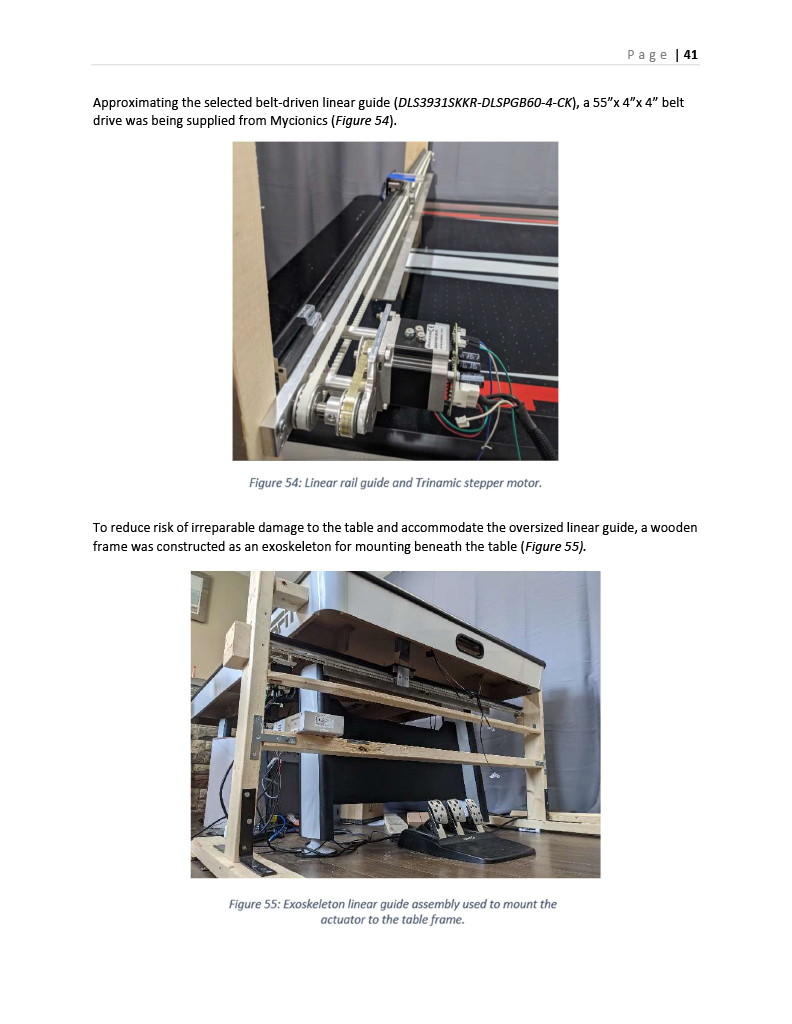 Page | 41
Approximating the selected belt-driven linear guide (DLS3931SKKR-DLSPGB60-4-CK), a 55”x 4”x 4” belt
drive was being supplied from Mycionics (Figure 54).
Figure 54: Linear rail guide and Trinamic stepper motor.
To reduce risk of irreparable damage to the table and accommodate the oversized linear guide, a wooden
frame was constructed as an exoskeleton for mounting beneath the table (Figure 55).
Figure 55: Exoskeleton linear guide assembly used to mount the
actuator to the table frame.